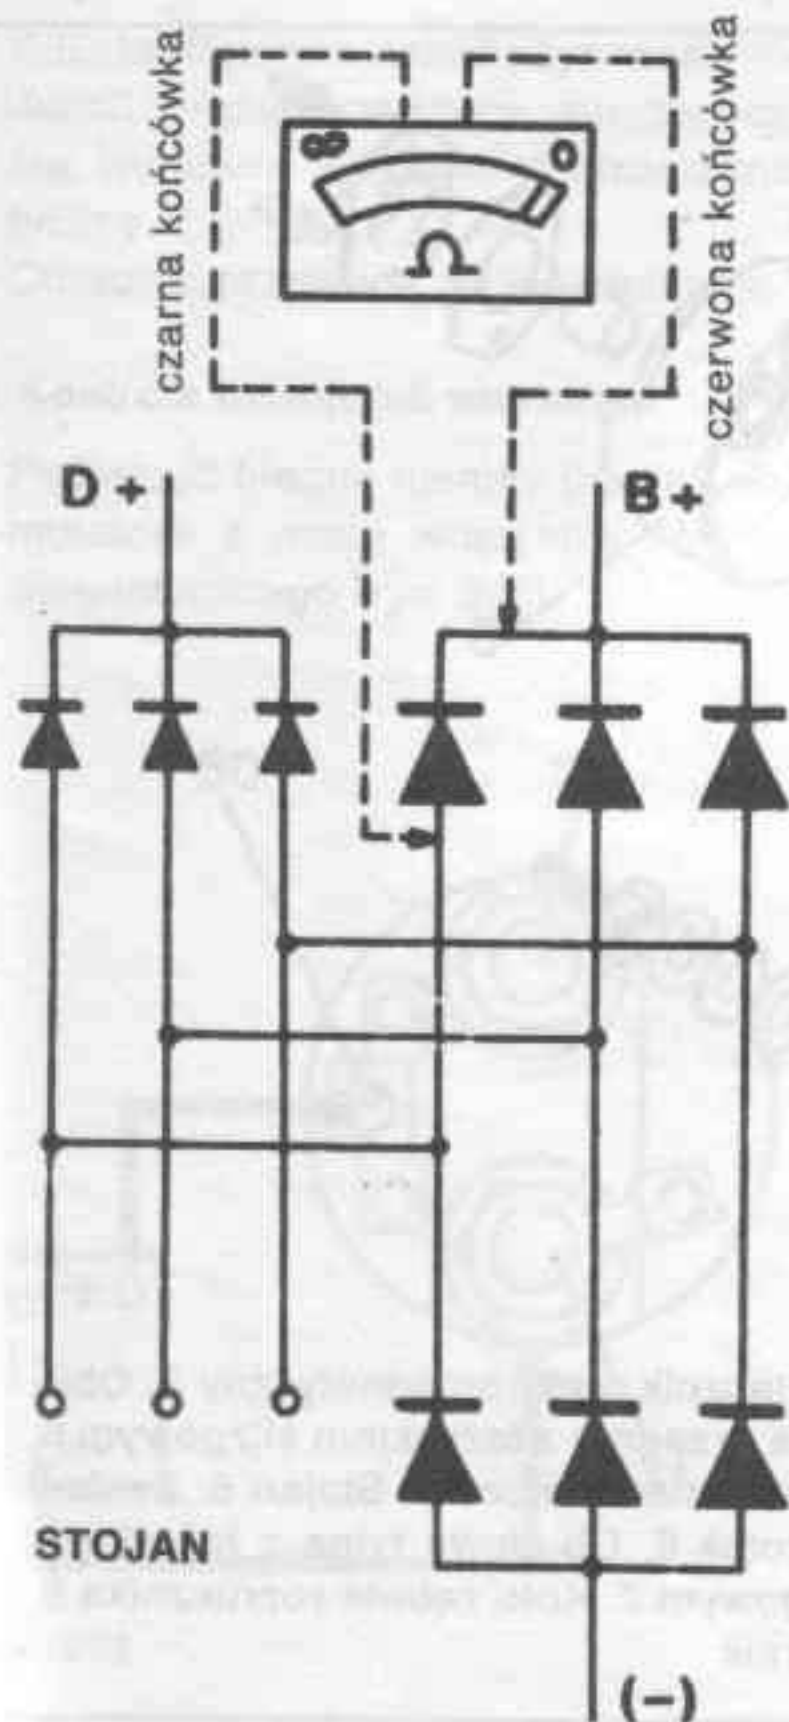 czarna końcówka
czerwona końcówka
∞
0
Ω
D +
B +
STOJAN
(-)